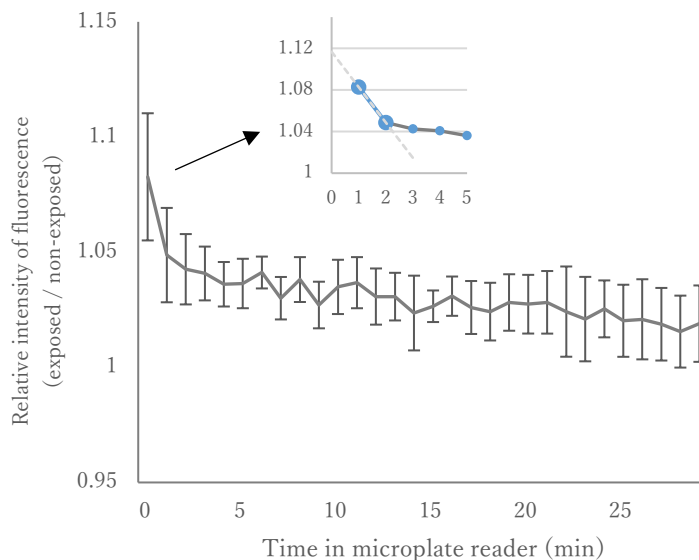 1.15
1.1
1.05
1
0.95
Relative intensity of fluorescence
(exposed / non-exposed)
1.12
1.08
1.04
1
0 1 2 3 4 5
0 5 10 15 20 25
Time in microplate reader (min)